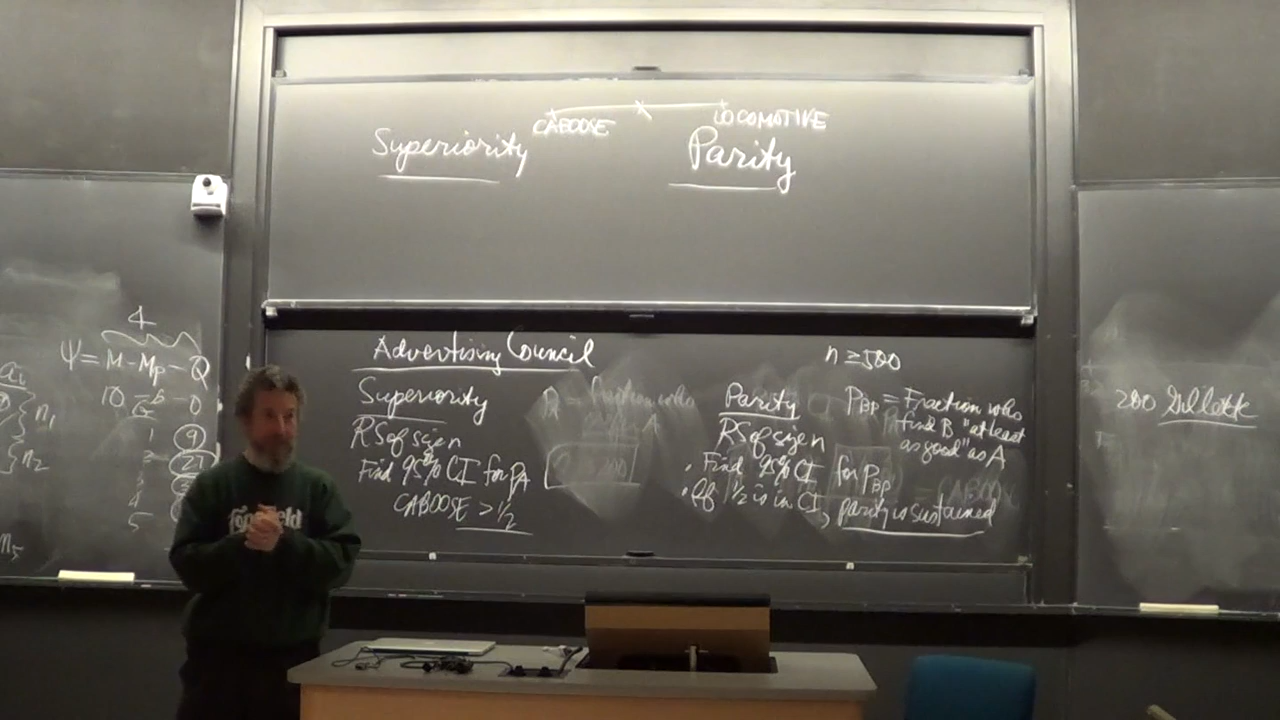 CABOOSE LOCOMOTIVE
Superiority Parity
4
Ψ = M - Mp - Q
10 - 0
1 9
2 27
3
4
5
n₁
n₂
n₅
Advertising Council
Superiority
RS of size n
Find 95% CI for pA
CABOOSE > 1/2
n ≥ 500
Parity
RS of size n
• Find 95% CI for PBP
• If 1/2 is in CI, parity is sustained
PBP = Fraction who
find B "at least
as good" as A
200 Gillette